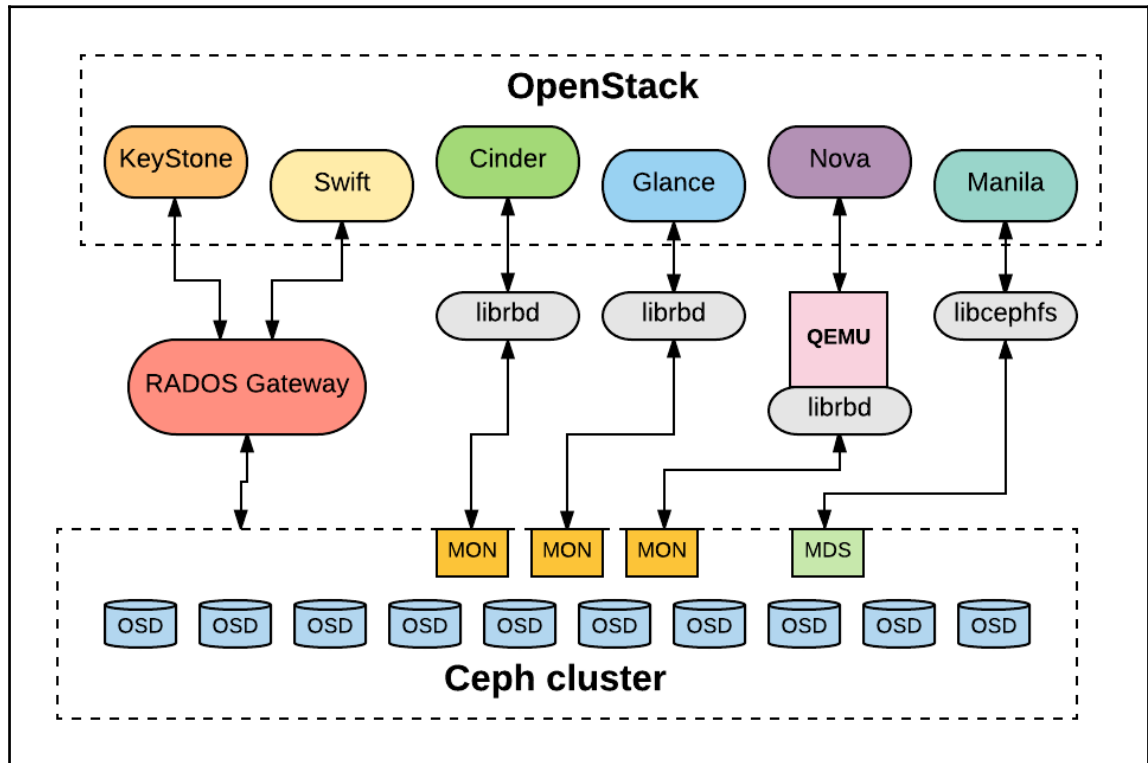 OpenStack
KeyStone
Swift
Cinder
Glance
Nova
Manila
librbd
librbd
QEMU
librbd
libcephfs
RADOS Gateway
MON
MON
MON
MDS
OSD
OSD
OSD
OSD
OSD
OSD
OSD
OSD
OSD
OSD
Ceph cluster